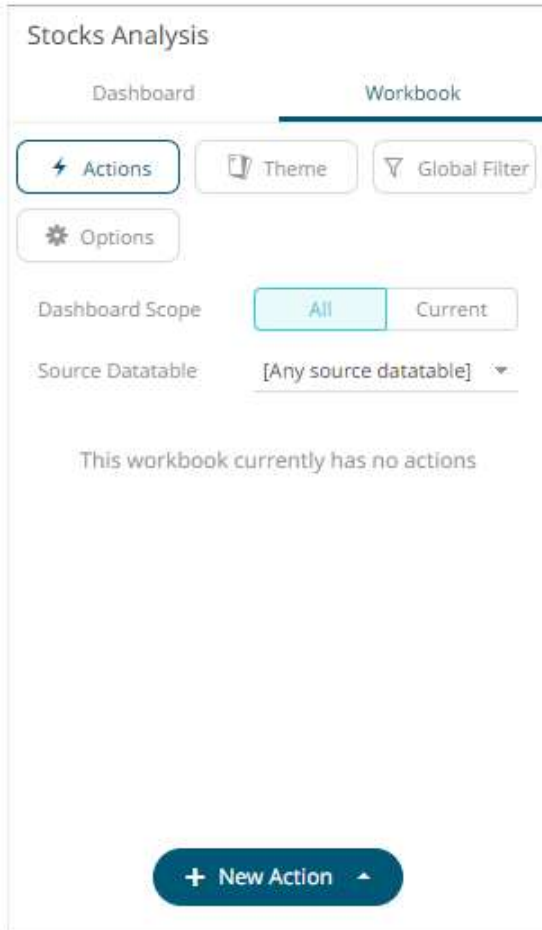 Stocks Analysis
Dashboard Workbook
Actions Theme Global Filter
Options
Dashboard Scope All Current
Source Datatable [Any source datatable]
This workbook currently has no actions
+ New Action